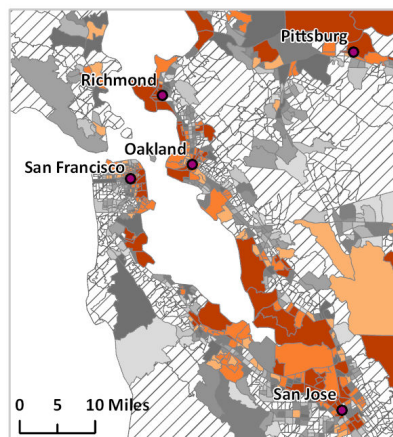 Pittsburg
Richmond
Oakland
San Francisco
San Jose
0 5 10 Miles